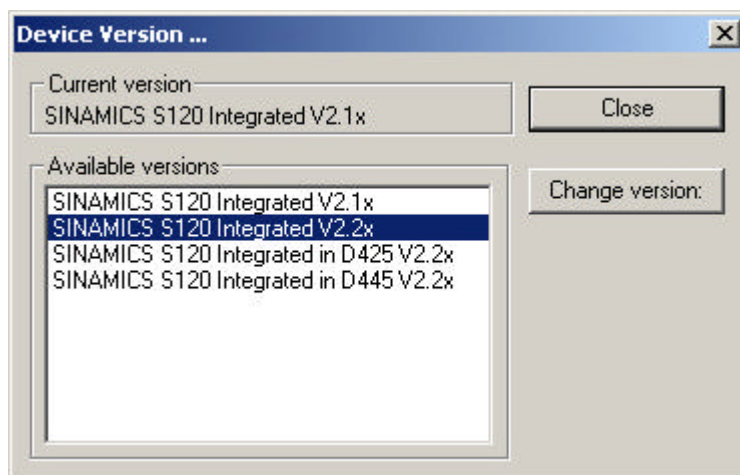 Device Version ...
Current version
SINAMICS S120 Integrated V2.1x
Close
Available versions
SINAMICS S120 Integrated V2.1x
SINAMICS S120 Integrated V2.2x
SINAMICS S120 Integrated in D425 V2.2x
SINAMICS S120 Integrated in D445 V2.2x
Change version: